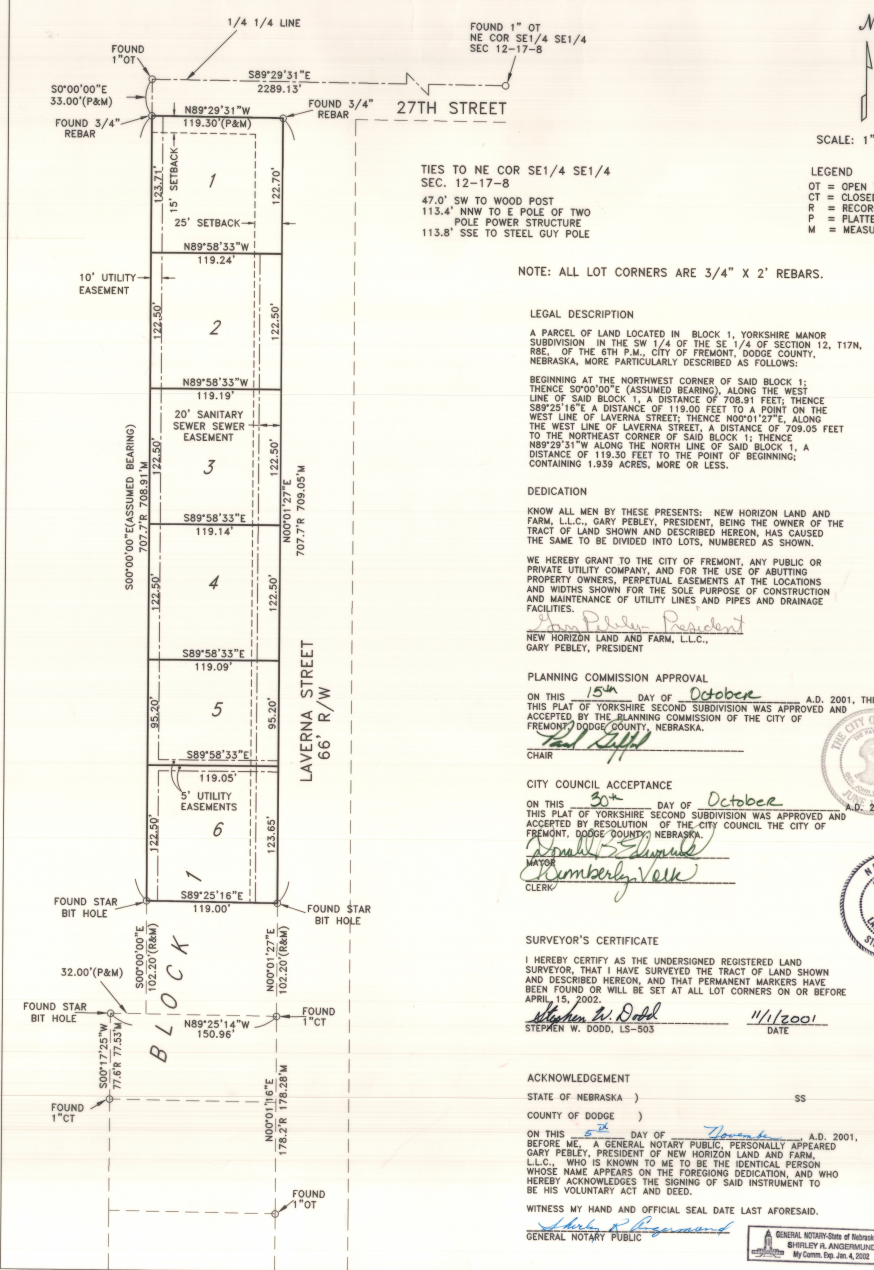 1/4 1/4 LINE
FOUND 1" OT
NE COR SE1/4 SE1/4
SEC 12-17-8
FOUND
1"OT
S89°29'31"E
2289.13'
S0°00'00"E
33.00'(P&M)
N89°29'31"W
119.30'(P&M)
FOUND 3/4"
REBAR
FOUND 3/4"
REBAR
27TH STREET
SCALE: 1"
TIES TO NE COR SE1/4 SE1/4
SEC. 12-17-8
47.0' SW TO WOOD POST
113.4' NNW TO E POLE OF TWO
POLE POWER STRUCTURE
113.8' SSE TO STEEL GUY POLE
LEGEND
OT = OPEN
CT = CLOSED
R = RECOR
P = PLATTE
M = MEASU
123.71'
15' SETBACK
1
122.70'
25' SETBACK
N89°58'33"W
119.24'
10' UTILITY
EASEMENT
122.50'
2
122.50'
N89°58'33"W
119.19'
20' SANITARY
SEWER SEWER
EASEMENT
122.50'
3
122.50'
S89°58'33"E
119.14'
S00°00'00"E(ASSUMED BEARING)
707.7'R 708.91'M
N00°01'27"E
707.7'R 709.05'M
122.50'
4
122.50'
S89°58'33"E
119.09'
95.20'
5
95.20'
LAVERNA STREET
66' R/W
S89°58'33"E
119.05'
5' UTILITY
EASEMENTS
122.50'
6
123.65'
S89°25'16"E
119.00'
FOUND STAR
BIT HOLE
FOUND STAR
BIT HOLE
BLOCK 1
S00°00'00"E
102.20'(R&M)
N00°01'27"E
102.20'(R&M)
32.00'(P&M)
FOUND STAR
BIT HOLE
N89°25'14"W
150.96'
FOUND
1"CT
S00°17'25"W
77.6'R 77.53'M
FOUND
1"CT
N00°01'16"E
178.2'R 178.28'M
FOUND
1"OT
NOTE: ALL LOT CORNERS ARE 3/4" X 2' REBARS.
LEGAL DESCRIPTION
A PARCEL OF LAND LOCATED IN BLOCK 1, YORKSHIRE MANOR
SUBDIVISION IN THE SW 1/4 OF THE SE 1/4 OF SECTION 12, T17N,
R8E, OF THE 6TH P.M., CITY OF FREMONT, DODGE COUNTY,
NEBRASKA, MORE PARTICULARLY DESCRIBED AS FOLLOWS:
BEGINNING AT THE NORTHWEST CORNER OF SAID BLOCK 1;
THENCE S0°00'00"E (ASSUMED BEARING), ALONG THE WEST
LINE OF SAID BLOCK 1, A DISTANCE OF 708.91 FEET; THENCE
S89°25'16"E A DISTANCE OF 119.00 FEET TO A POINT ON THE
WEST LINE OF LAVERNA STREET; THENCE N00°01'27"E, ALONG
THE WEST LINE OF LAVERNA STREET, A DISTANCE OF 709.05 FEET
TO THE NORTHEAST CORNER OF SAID BLOCK 1; THENCE
N89°29'31"W ALONG THE NORTH LINE OF SAID BLOCK 1, A
DISTANCE OF 119.30 FEET TO THE POINT OF BEGINNING;
CONTAINING 1.939 ACRES, MORE OR LESS.
DEDICATION
KNOW ALL MEN BY THESE PRESENTS: NEW HORIZON LAND AND
FARM, L.L.C., GARY PEBLEY, PRESIDENT, BEING THE OWNER OF THE
TRACT OF LAND SHOWN AND DESCRIBED HEREON, HAS CAUSED
THE SAME TO BE DIVIDED INTO LOTS, NUMBERED AS SHOWN.
WE HEREBY GRANT TO THE CITY OF FREMONT, ANY PUBLIC OR
PRIVATE UTILITY COMPANY, AND FOR THE USE OF ABUTTING
PROPERTY OWNERS, PERPETUAL EASEMENTS AT THE LOCATIONS
AND WIDTHS SHOWN FOR THE SOLE PURPOSE OF CONSTRUCTION
AND MAINTENANCE OF UTILITY LINES AND PIPES AND DRAINAGE
FACILITIES.
Gary Pebley - President
NEW HORIZON LAND AND FARM, L.L.C.,
GARY PEBLEY, PRESIDENT
PLANNING COMMISSION APPROVAL
ON THIS 15th DAY OF October A.D. 2001, TH
THIS PLAT OF YORKSHIRE SECOND SUBDIVISION WAS APPROVED AND
ACCEPTED BY THE PLANNING COMMISSION OF THE CITY OF
FREMONT, DODGE COUNTY, NEBRASKA.
Paul
CHAIR
THE CITY O
CITY COUNCIL ACCEPTANCE
ON THIS 30th DAY OF October A.D. 2
THIS PLAT OF YORKSHIRE SECOND SUBDIVISION WAS APPROVED AND
ACCEPTED BY RESOLUTION OF THE CITY COUNCIL THE CITY OF
FREMONT, DODGE COUNTY, NEBRASKA.
Donald B Edwards
MAYOR
Kimberly Volk
CLERK
SURVEYOR'S CERTIFICATE
I HEREBY CERTIFY AS THE UNDERSIGNED REGISTERED LAND
SURVEYOR, THAT I HAVE SURVEYED THE TRACT OF LAND SHOWN
AND DESCRIBED HEREON, AND THAT PERMANENT MARKERS HAVE
BEEN FOUND OR WILL BE SET AT ALL LOT CORNERS ON OR BEFORE
APRIL 15, 2002.
Stephen W. Dodd 11/1/2001
STEPHEN W. DODD, LS-503 DATE
ACKNOWLEDGEMENT
STATE OF NEBRASKA ) SS
COUNTY OF DODGE )
ON THIS 5th DAY OF November, A.D. 2001,
BEFORE ME, A GENERAL NOTARY PUBLIC, PERSONALLY APPEARED
GARY PEBLEY, PRESIDENT OF NEW HORIZON LAND AND FARM,
L.L.C., WHO IS KNOWN TO ME TO BE THE IDENTICAL PERSON
WHOSE NAME APPEARS ON THE FOREGIONG DEDICATION, AND WHO
HEREBY ACKNOWLEDGES THE SIGNING OF SAID INSTRUMENT TO
BE HIS VOLUNTARY ACT AND DEED.
WITNESS MY HAND AND OFFICIAL SEAL DATE LAST AFORESAID.
Shirley R Angermund
GENERAL NOTARY PUBLIC
GENERAL NOTARY-State of Nebrask
SHIRLEY R. ANGERMUND
My Comm. Exp. Jan. 4, 2002